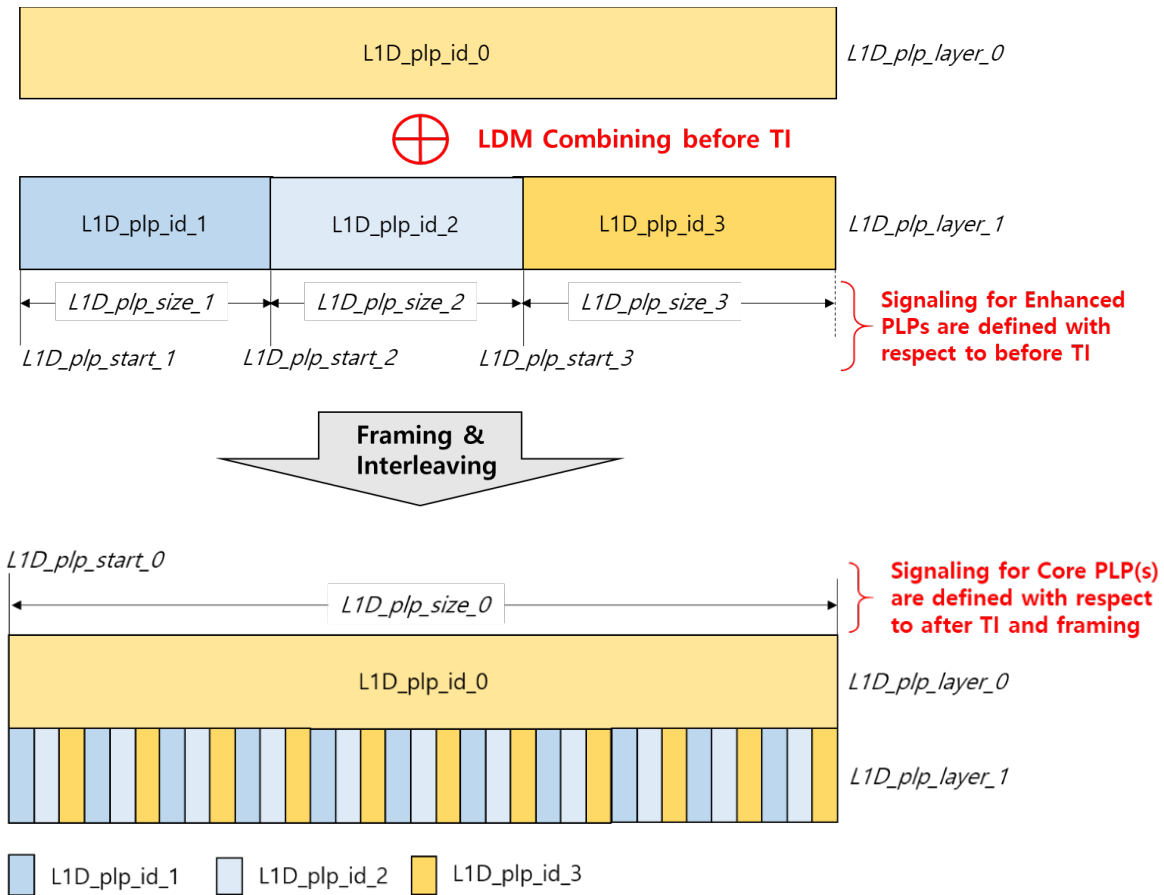 L1D_plp_id_0
L1D_plp_layer_0
LDM Combining before TI
L1D_plp_id_1
L1D_plp_id_2
L1D_plp_id_3
L1D_plp_layer_1
L1D_plp_size_1
L1D_plp_size_2
L1D_plp_size_3
L1D_plp_start_1
L1D_plp_start_2
L1D_plp_start_3
Signaling for Enhanced
PLPs are defined with
respect to before TI
Framing &
Interleaving
L1D_plp_start_0
L1D_plp_size_0
Signaling for Core PLP(s)
are defined with respect
to after TI and framing
L1D_plp_id_0
L1D_plp_layer_0
L1D_plp_layer_1
L1D_plp_id_1
L1D_plp_id_2
L1D_plp_id_3